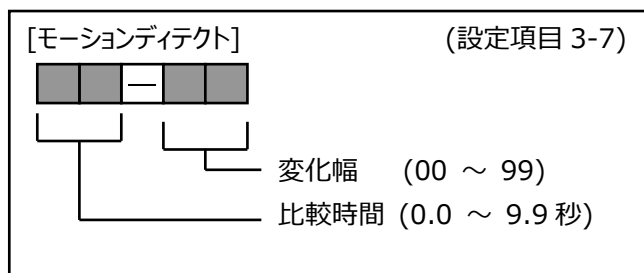 [モーションディテクト] (設定項目 3-7)
—
変化幅 (00 ～ 99)
比較時間 (0.0 ～ 9.9 秒)